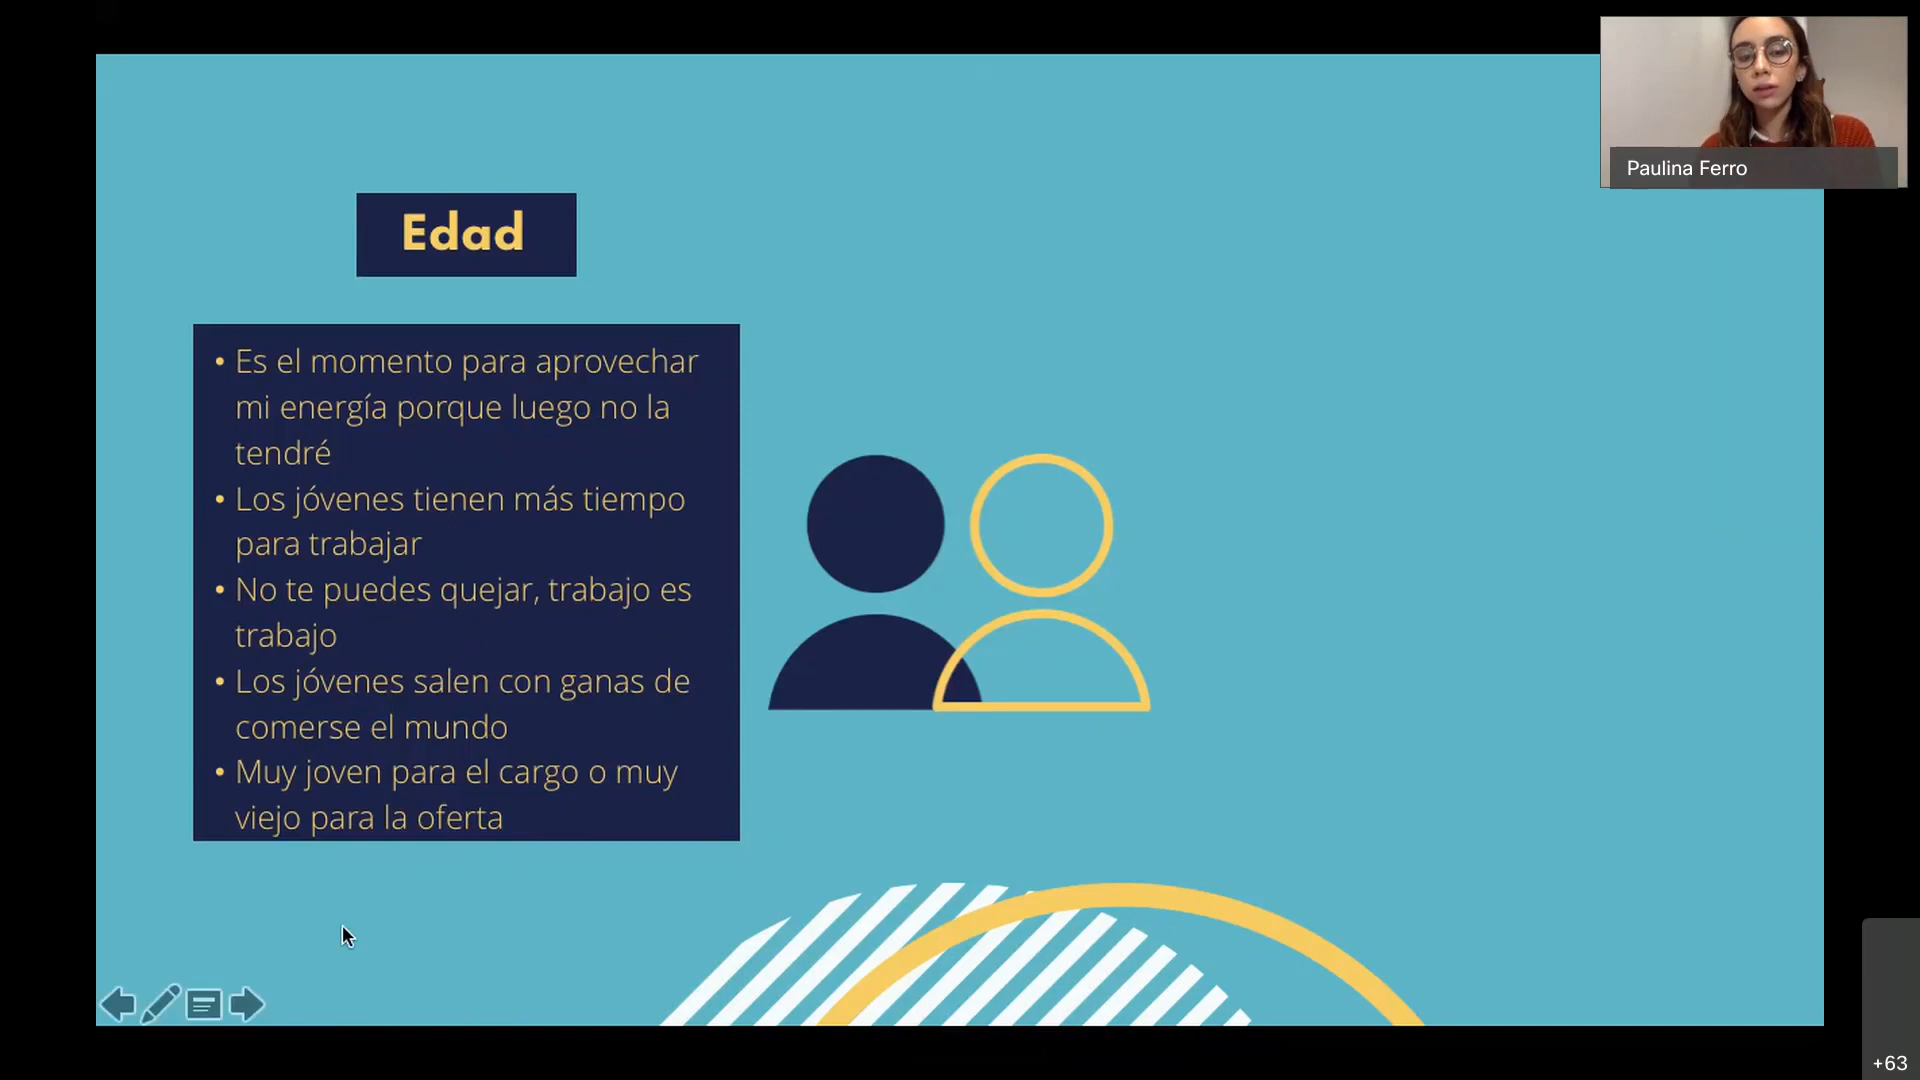 Paulina Ferro
Edad
• Es el momento para aprovechar
mi energía porque luego no la
tendré
• Los jóvenes tienen más tiempo
para trabajar
• No te puedes quejar, trabajo es
trabajo
• Los jóvenes salen con ganas de
comerse el mundo
• Muy joven para el cargo o muy
viejo para la oferta
+63